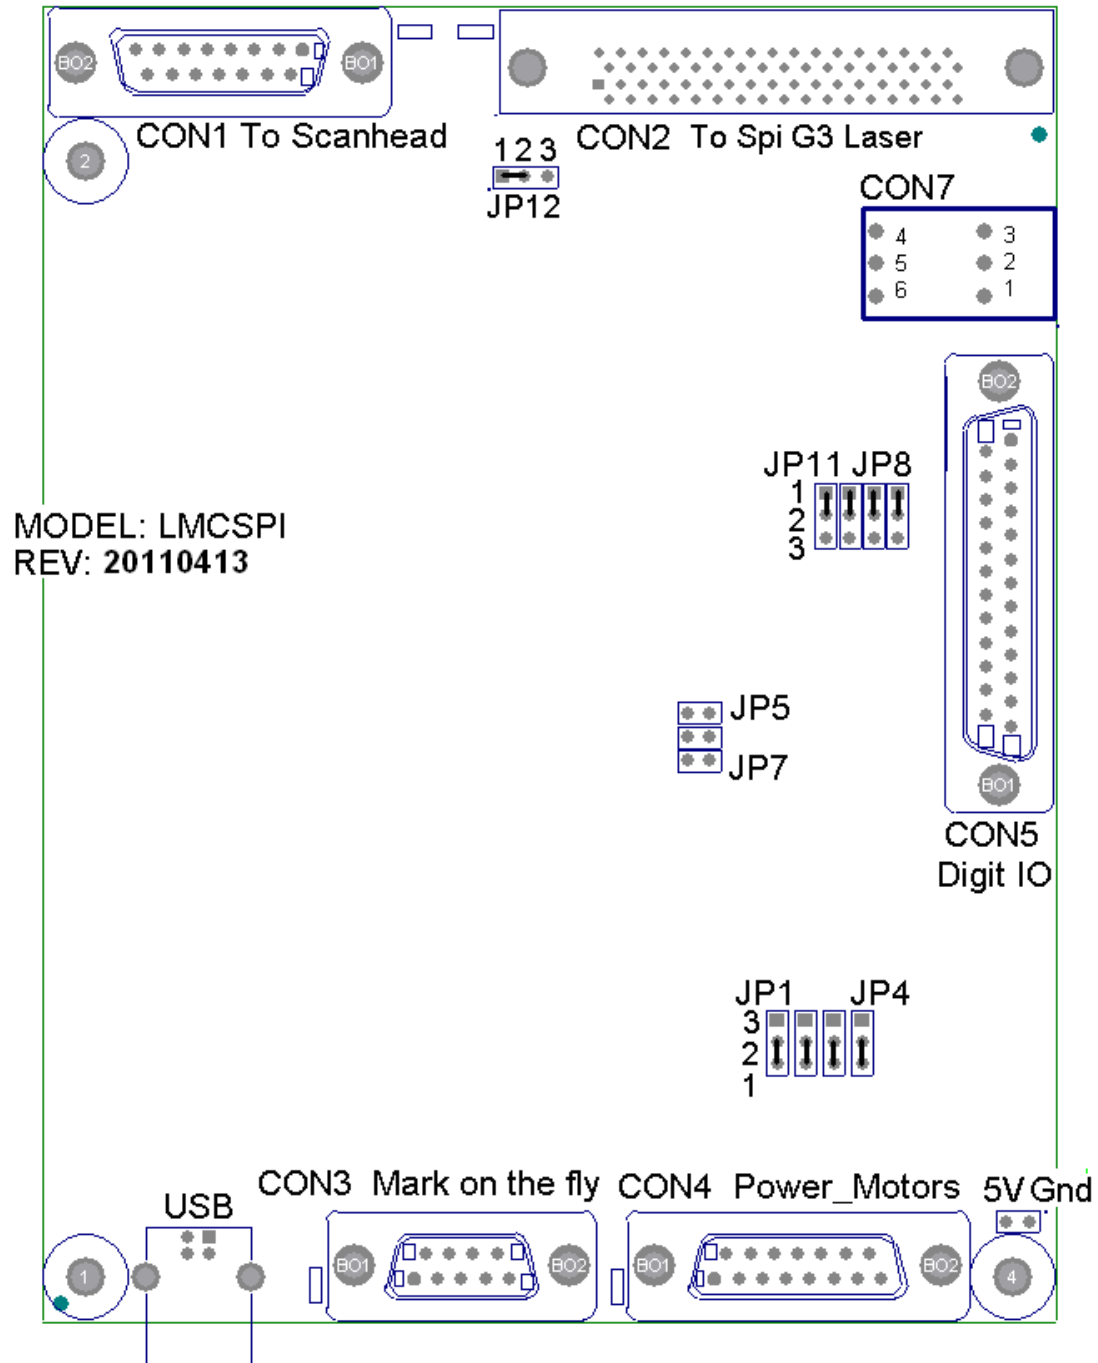 BO2
BO1
CON1 To Scanhead
CON2 To Spi G3 Laser
2
1 2 3
JP12
CON7
4 3
5 2
6 1
BO2
JP11 JP8
1
2
3
MODEL: LMCSPI
REV: 20110413
JP5
JP7
BO1
CON5
Digit IO
JP1 JP4
3
2
1
CON3 Mark on the fly
CON4 Power_Motors
5V Gnd
USB
1
BO1
BO2
BO1
BO2
4